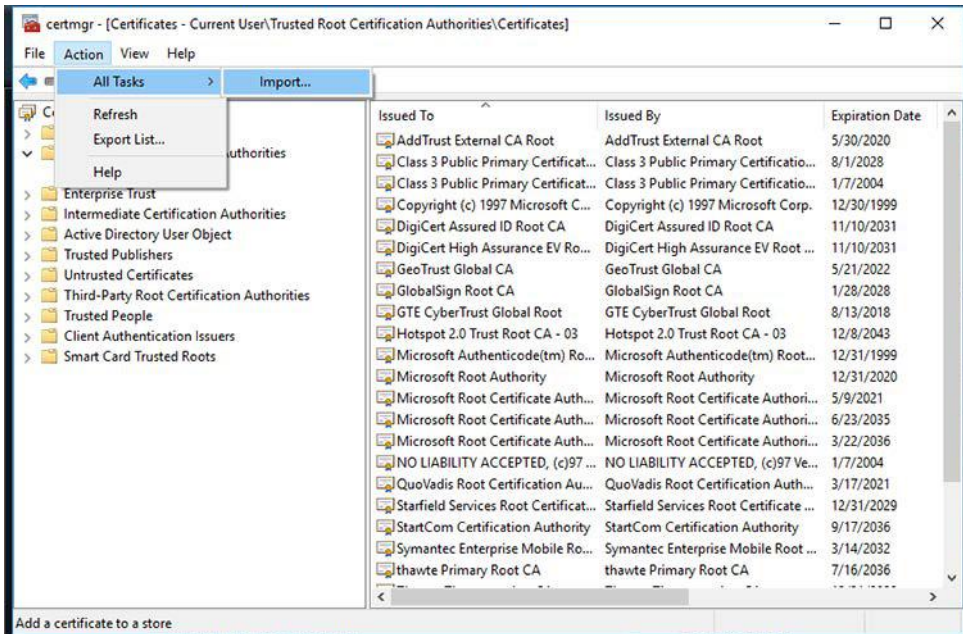 certmgr - [Certificates - Current User\Trusted Root Certification Authorities\Certificates]
File Action View Help
All Tasks > Import...
Refresh
Export List...
Help
uthorities
Enterprise Trust
Intermediate Certification Authorities
Active Directory User Object
Trusted Publishers
Untrusted Certificates
Third-Party Root Certification Authorities
Trusted People
Client Authentication Issuers
Smart Card Trusted Roots
Issued To Issued By Expiration Date
AddTrust External CA Root AddTrust External CA Root 5/30/2020
Class 3 Public Primary Certificat... Class 3 Public Primary Certificatio... 8/1/2028
Class 3 Public Primary Certificat... Class 3 Public Primary Certificatio... 1/7/2004
Copyright (c) 1997 Microsoft C... Copyright (c) 1997 Microsoft Corp. 12/30/1999
DigiCert Assured ID Root CA DigiCert Assured ID Root CA 11/10/2031
DigiCert High Assurance EV Ro... DigiCert High Assurance EV Root ... 11/10/2031
GeoTrust Global CA GeoTrust Global CA 5/21/2022
GlobalSign Root CA GlobalSign Root CA 1/28/2028
GTE CyberTrust Global Root GTE CyberTrust Global Root 8/13/2018
Hotspot 2.0 Trust Root CA - 03 Hotspot 2.0 Trust Root CA - 03 12/8/2043
Microsoft Authenticode(tm) Ro... Microsoft Authenticode(tm) Root... 12/31/1999
Microsoft Root Authority Microsoft Root Authority 12/31/2020
Microsoft Root Certificate Auth... Microsoft Root Certificate Authori... 5/9/2021
Microsoft Root Certificate Auth... Microsoft Root Certificate Authori... 6/23/2035
Microsoft Root Certificate Auth... Microsoft Root Certificate Authori... 3/22/2036
NO LIABILITY ACCEPTED, (c)97 ... NO LIABILITY ACCEPTED, (c)97 Ve... 1/7/2004
QuoVadis Root Certification Au... QuoVadis Root Certification Auth... 3/17/2021
Starfield Services Root Certificat... Starfield Services Root Certificate ... 12/31/2029
StartCom Certification Authority StartCom Certification Authority 9/17/2036
Symantec Enterprise Mobile Ro... Symantec Enterprise Mobile Root ... 3/14/2032
thawte Primary Root CA thawte Primary Root CA 7/16/2036
Add a certificate to a store